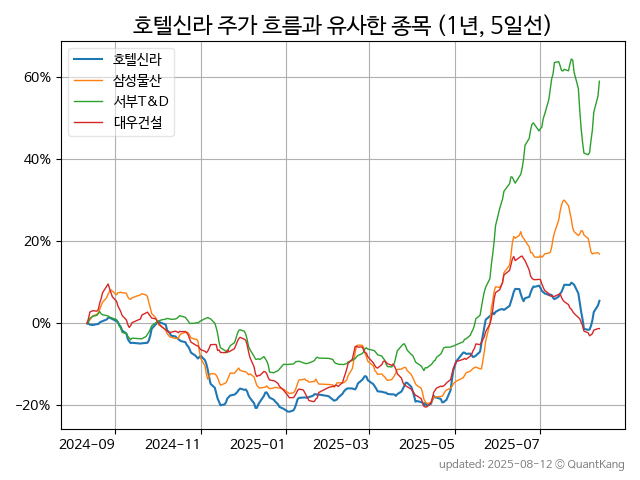 호텔신라 주가 흐름과 유사한 종목 (1년, 5일선)
호텔신라
삼성물산
서부T&D
대우건설
60%
40%
20%
0%
−20%
2024-09 2024-11 2025-01 2025-03 2025-05 2025-07
updated: 2025-08-12 © QuantKang